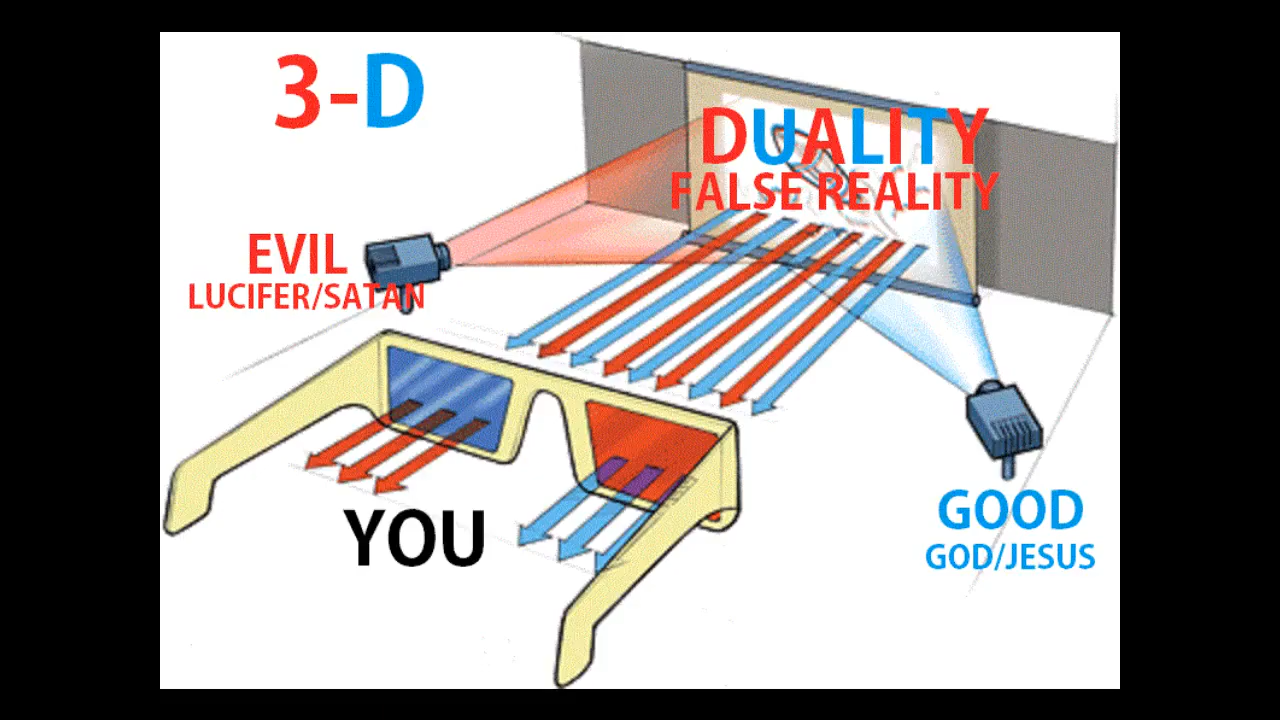 3-D
DUALITY
FALSE REALITY
EVIL
LUCIFER/SATAN
YOU
GOOD
GOD/JESUS